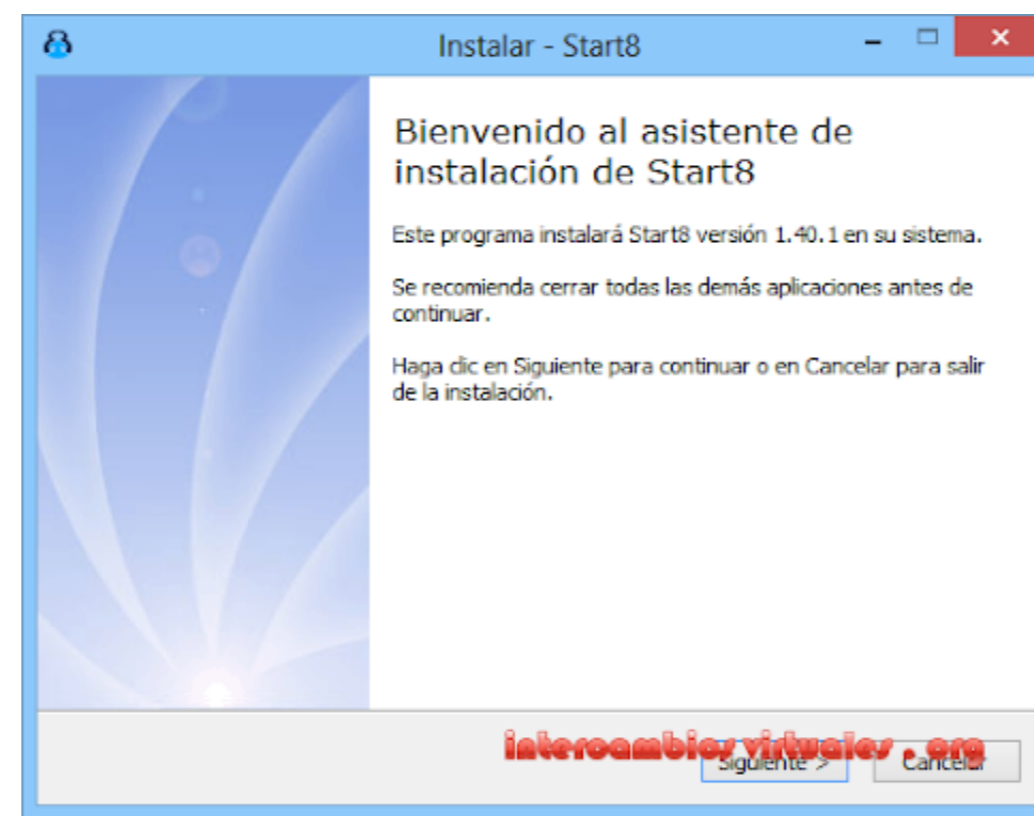 Instalar - Start8
Bienvenido al asistente de
instalación de Start8
Este programa instalará Start8 versión 1.40.1 en su sistema.
Se recomienda cerrar todas las demás aplicaciones antes de
continuar.
Haga clic en Siguiente para continuar o en Cancelar para salir
de la instalación.
intercambios virtuales . org
Siguiente >
Cancelar